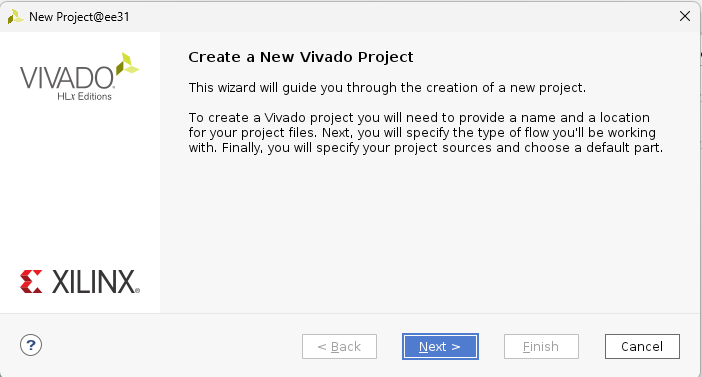 New Project@ee31
VIVADO
HLx Editions
Create a New Vivado Project
This wizard will guide you through the creation of a new project.
To create a Vivado project you will need to provide a name and a location
for your project files. Next, you will specify the type of flow you'll be working
with. Finally, you will specify your project sources and choose a default part.
XILINX®
?
< Back
Next >
Finish
Cancel